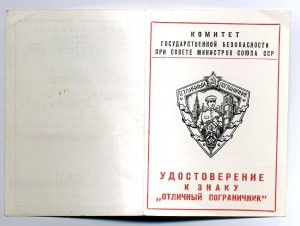 КОМИТЕТ
ГОСУДАРСТВЕННОЙ БЕЗОПАСНОСТИ
ПРИ СОВЕТЕ МИНИСТРОВ СОЮЗА ССР
ОТЛИЧНЫЙ ПОГРАНИЧНИК
УДОСТОВЕРЕНИЕ
К ЗНАКУ
„ОТЛИЧНЫЙ ПОГРАНИЧНИК“